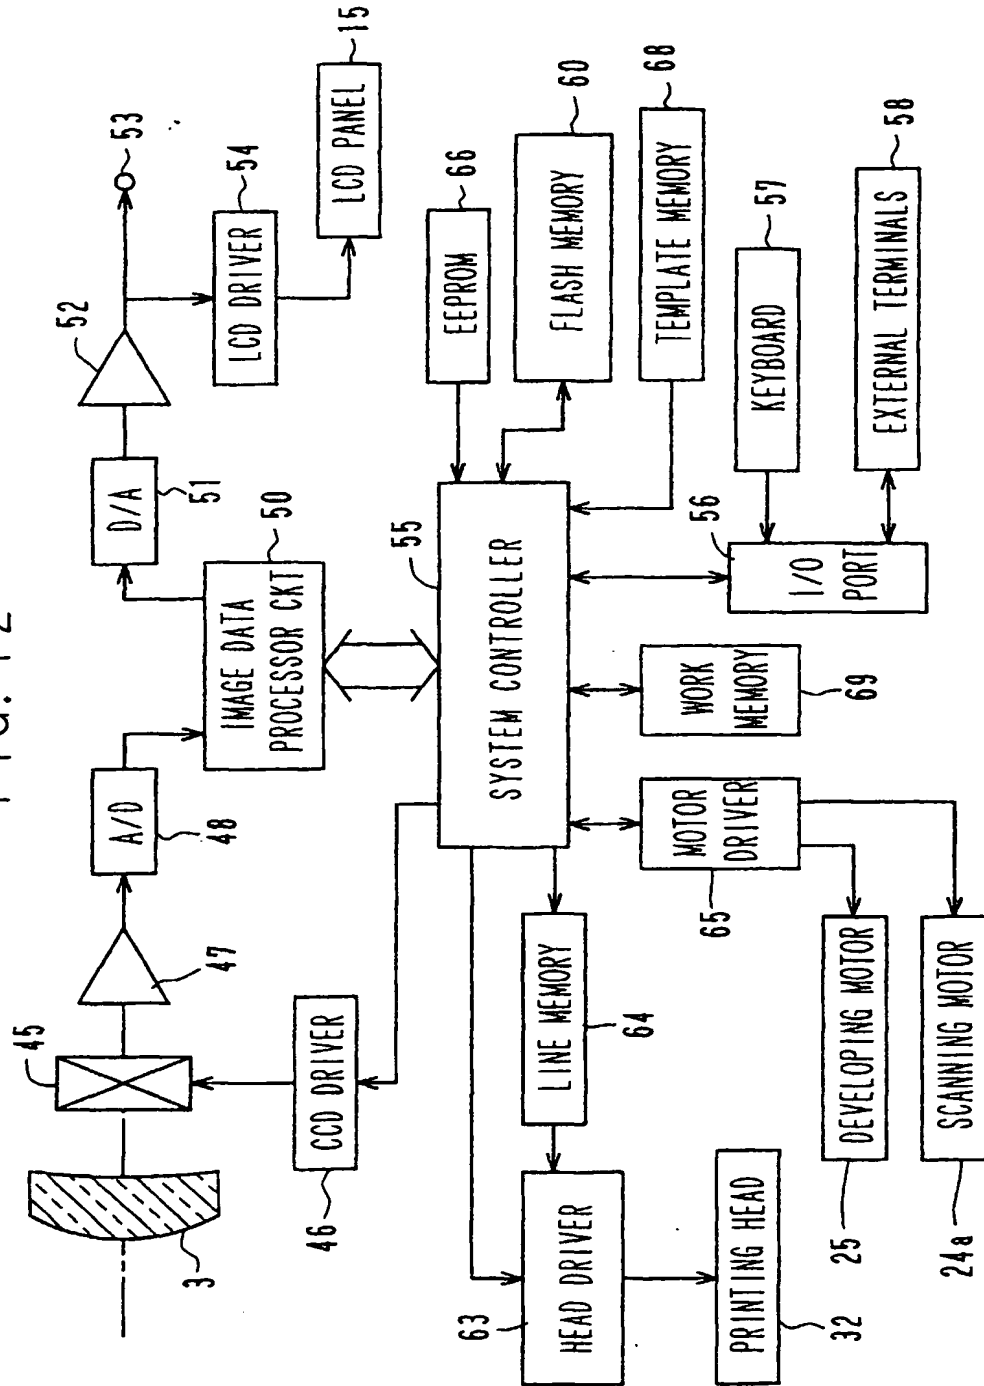 FIG. 12
3
45
47
A/D
48
D/A
51
52
53
46
CCD DRIVER
IMAGE DATA
PROCESSOR CKT
50
LCD DRIVER
54
LCD PANEL
15
55
SYSTEM CONTROLLER
EEPROM
66
63
HEAD DRIVER
LINE MEMORY
64
FLASH MEMORY
60
TEMPLATE MEMORY
68
PRINTING HEAD
32
65
MOTOR
DRIVER
WORK
MEMORY
69
56
I/O
PORT
KEYBOARD
57
25
DEVELOPING MOTOR
EXTERNAL TERMINALS
58
24a
SCANNING MOTOR